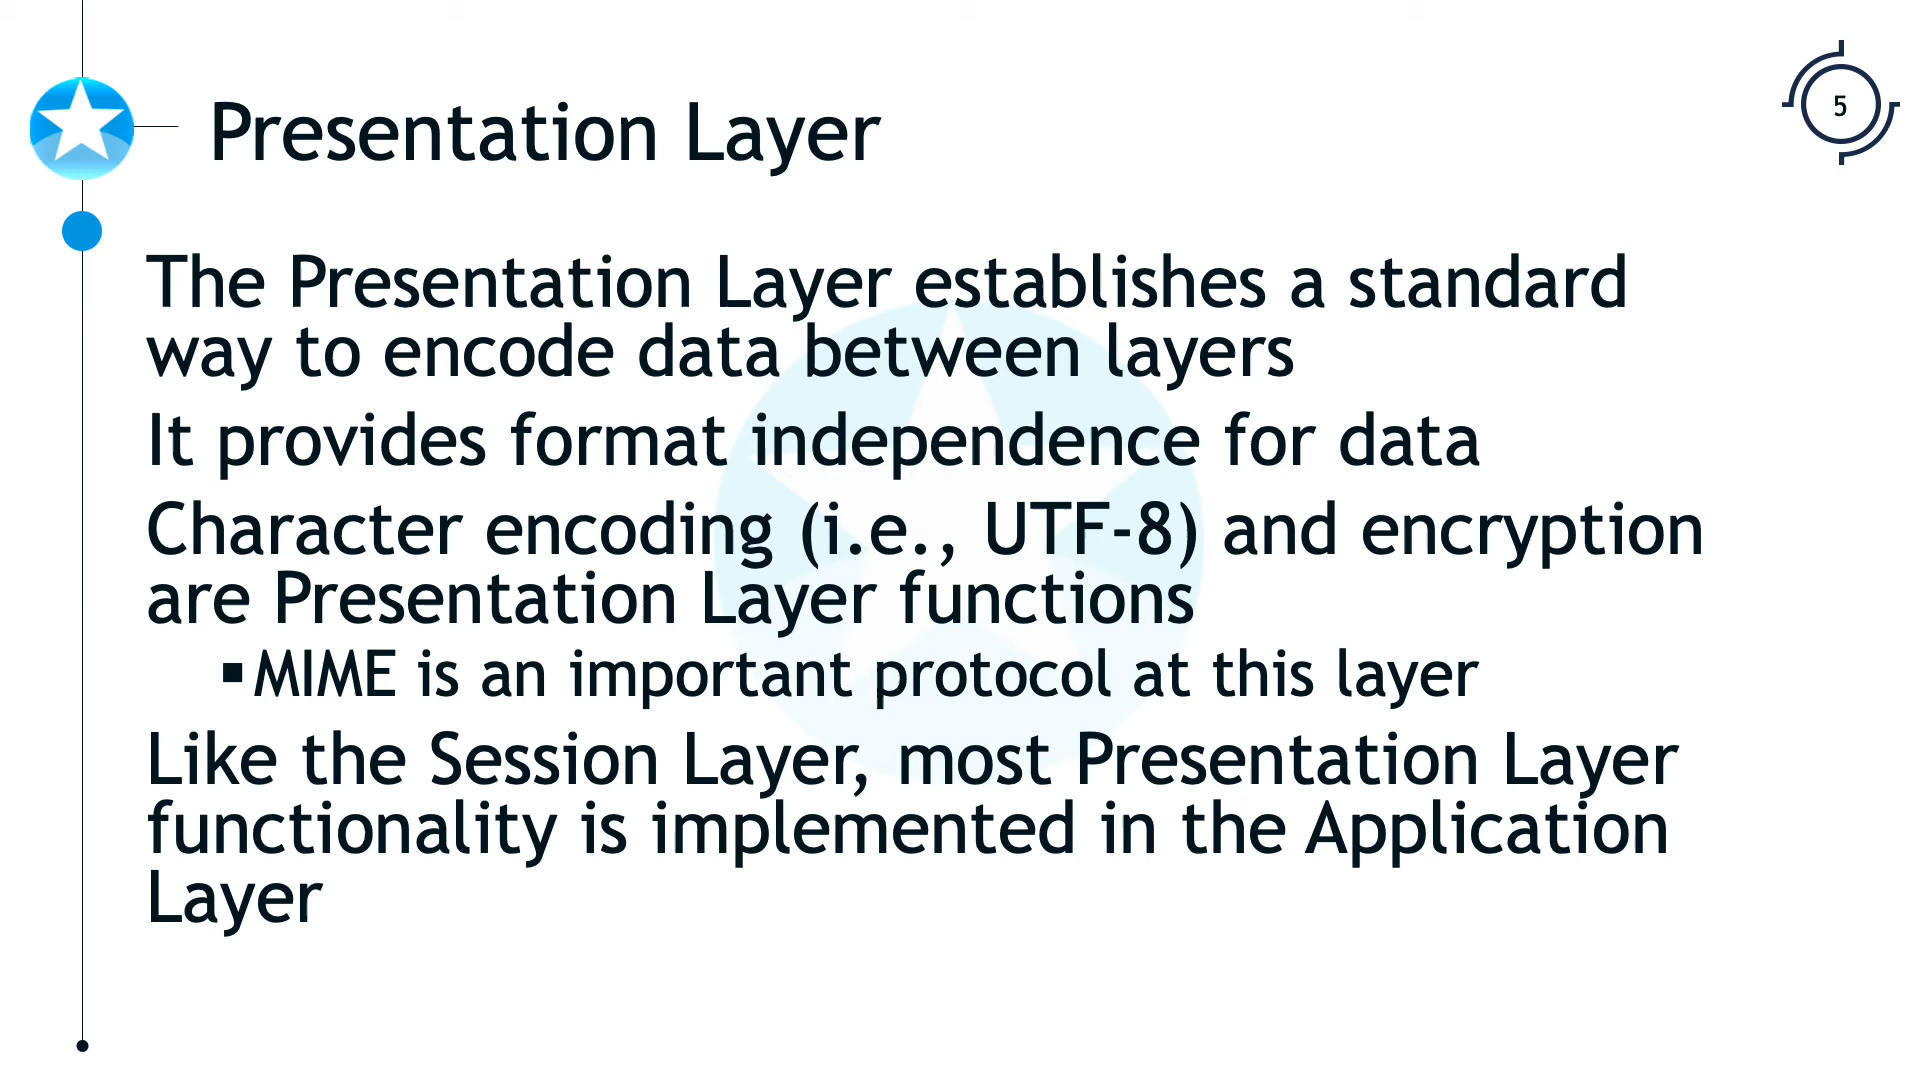 Presentation Layer
5
The Presentation Layer establishes a standard
way to encode data between layers
It provides format independence for data
Character encoding (i.e., UTF-8) and encryption
are Presentation Layer functions
▪MIME is an important protocol at this layer
Like the Session Layer, most Presentation Layer
functionality is implemented in the Application
Layer